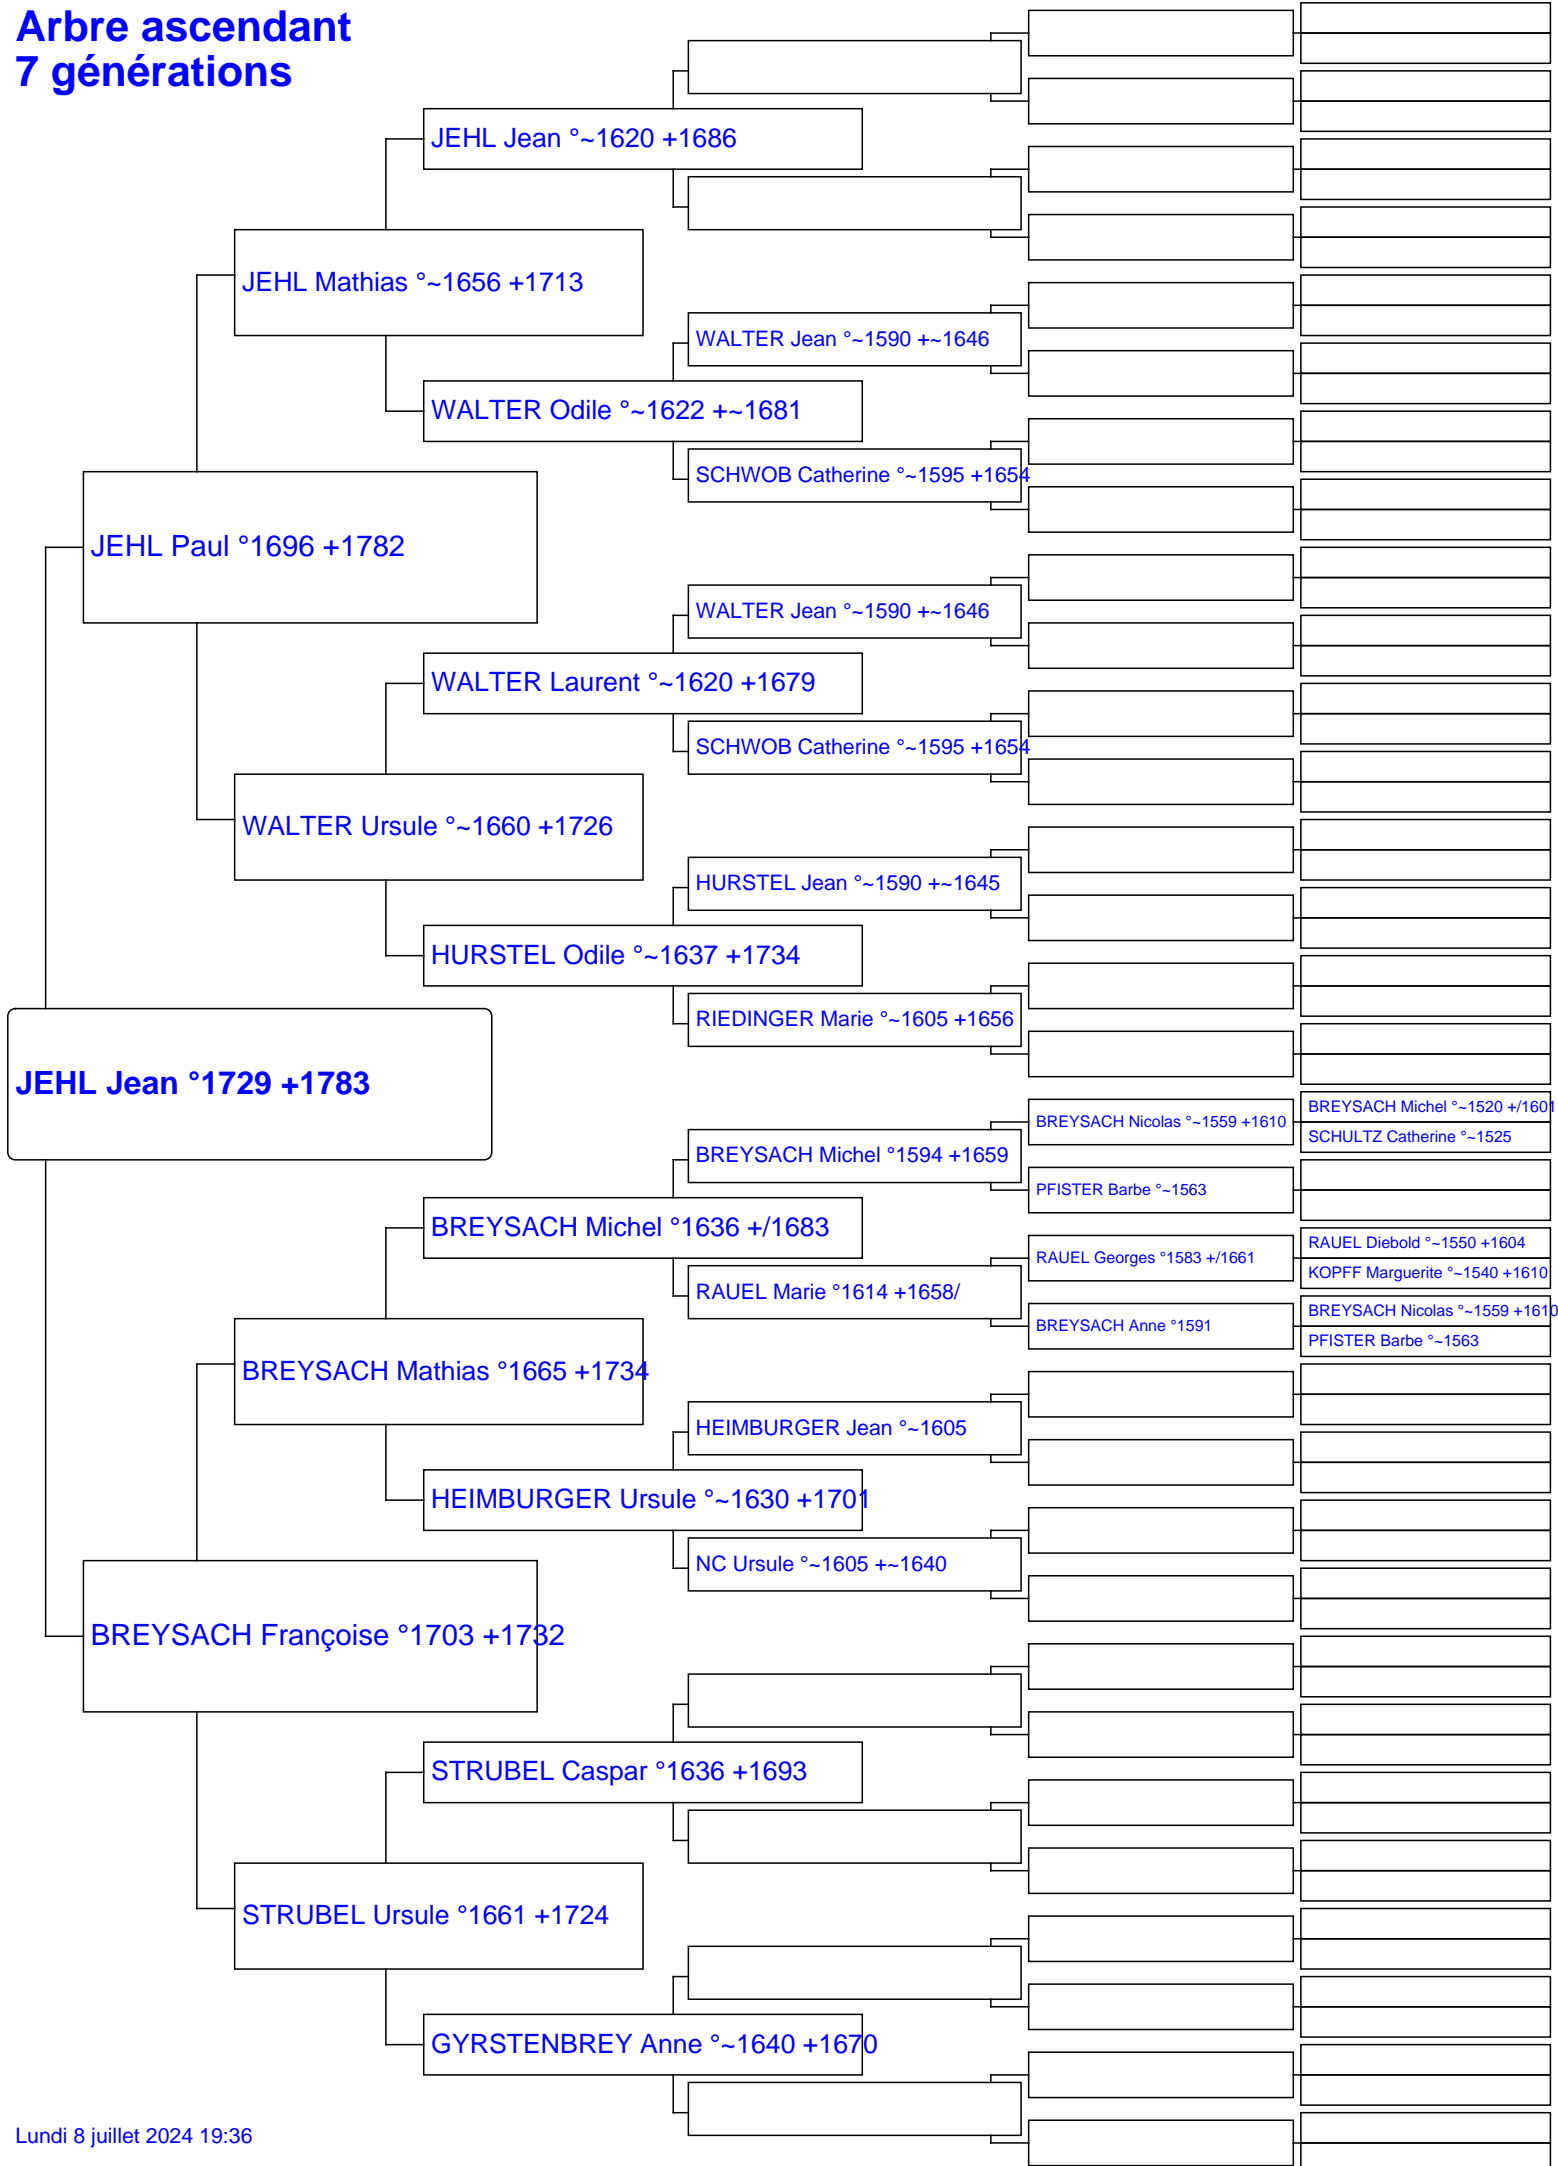 Arbre ascendant
7 générations
JEHL Jean °~1620 +1686
JEHL Mathias °~1656 +1713
WALTER Jean °~1590 +~1646
WALTER Odile °~1622 +~1681
SCHWOB Catherine °~1595 +1654
JEHL Paul °1696 +1782
WALTER Jean °~1590 +~1646
WALTER Laurent °~1620 +1679
SCHWOB Catherine °~1595 +1654
WALTER Ursule °~1660 +1726
HURSTEL Jean °~1590 +~1645
HURSTEL Odile °~1637 +1734
RIEDINGER Marie °~1605 +1656
JEHL Jean °1729 +1783
BREYSACH Michel °~1520 +/1601
BREYSACH Nicolas °~1559 +1610
SCHULTZ Catherine °~1525
BREYSACH Michel °1594 +1659
PFISTER Barbe °~1563
BREYSACH Michel °1636 +/1683
RAUEL Diebold °~1550 +1604
RAUEL Georges °1583 +/1661
KOPFF Marguerite °~1540 +1610
RAUEL Marie °1614 +1658/
BREYSACH Nicolas °~1559 +1610
BREYSACH Anne °1591
PFISTER Barbe °~1563
BREYSACH Mathias °1665 +1734
HEIMBURGER Jean °~1605
HEIMBURGER Ursule °~1630 +1701
NC Ursule °~1605 +~1640
BREYSACH Françoise °1703 +1732
STRUBEL Caspar °1636 +1693
STRUBEL Ursule °1661 +1724
GYRSTENBREY Anne °~1640 +1670
Lundi 8 juillet 2024 19:36